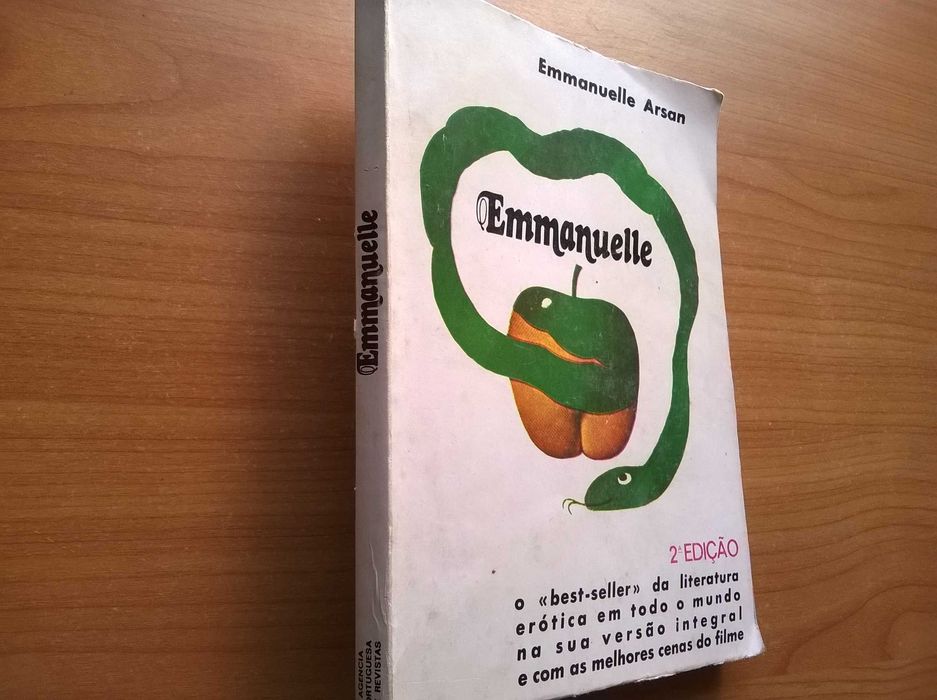 Emmanuelle Arsan
Emmanuelle
2ª EDIÇÃO
o «best-seller» da literatura
erótica em todo o mundo
na sua versão integral
e com as melhores cenas do filme
Emmanuelle
AGENCIA
PORTUGUESA
REVISTAS